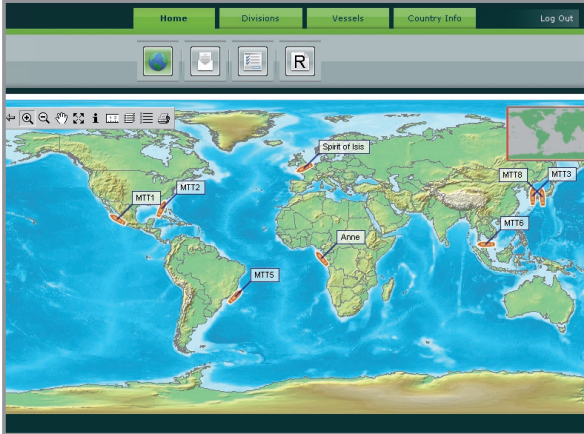 Home Divisions Vessels Country Info Log Out
R
Spirit of Isis
MTT8 MTT3
MTT2
MTT1
MTT6
Anne
MTT5